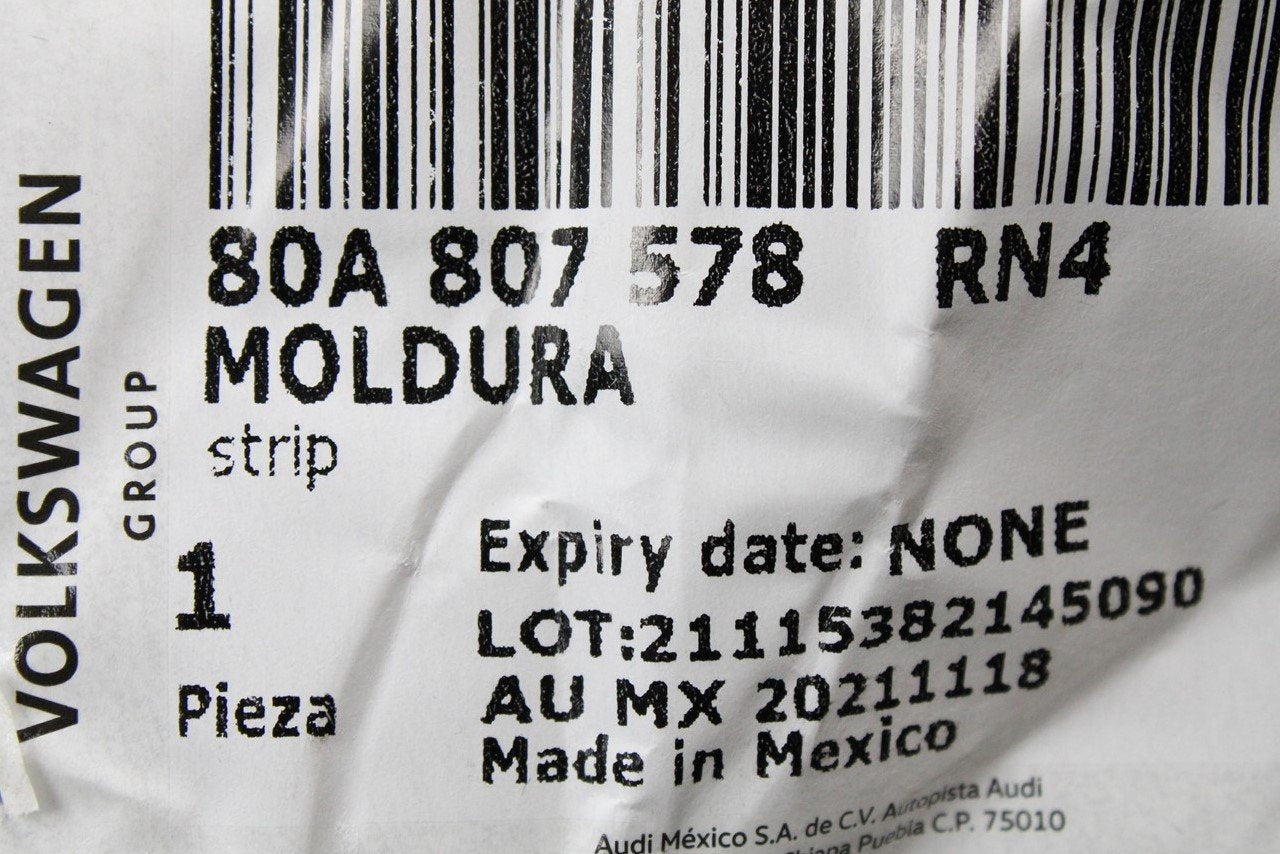 VOLKSWAGEN
GROUP
80A 807 578 RN4
MOLDURA
strip
1
Pieza
Expiry date: NONE
LOT:21115382145090
AU MX 20211118
Made in Mexico
Audi México S.A. de C.V. Autopista Audi
Puebla C.P. 75010